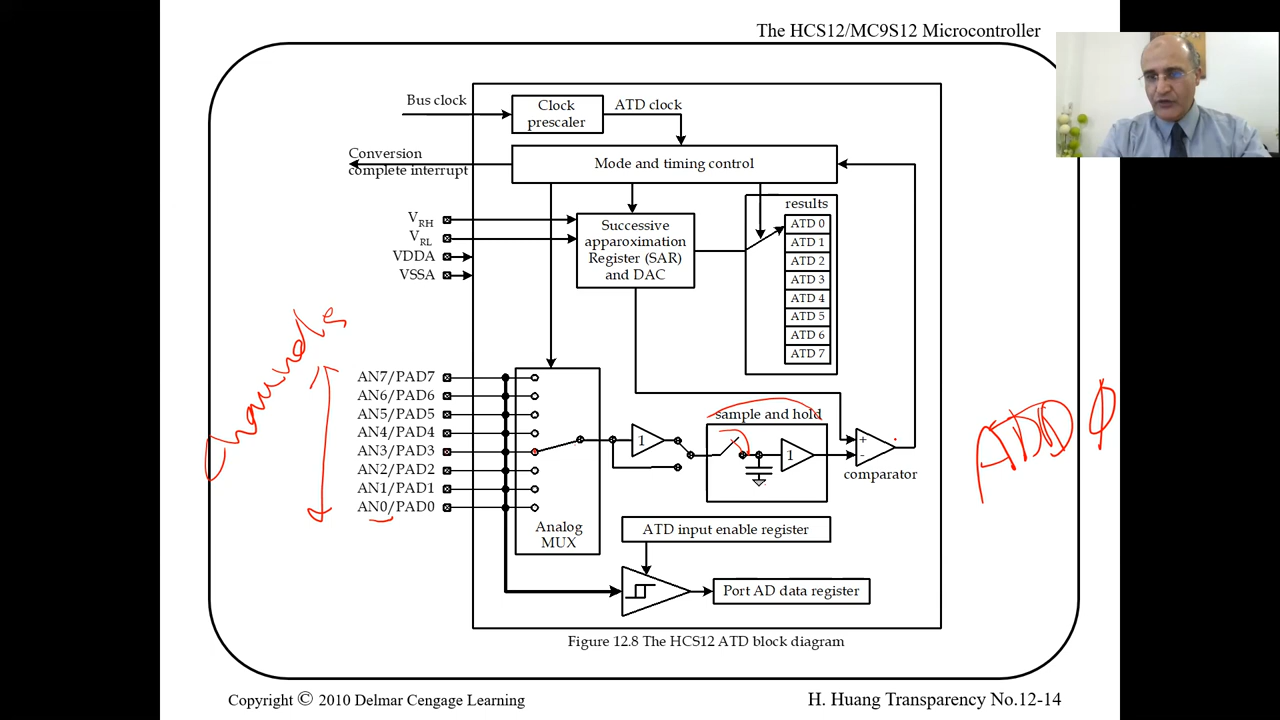 The HCS12/MC9S12 Microcontroller
Bus clock
Clock
prescaler
ATD clock
Conversion
complete interrupt
Mode and timing control
VRH
VRL
VDDA
VSSA
Successive
apparoximation
Register (SAR)
and DAC
results
ATD 0
ATD 1
ATD 2
ATD 3
ATD 4
ATD 5
ATD 6
ATD 7
channels
AN7/PAD7
AN6/PAD6
AN5/PAD5
AN4/PAD4
AN3/PAD3
AN2/PAD2
AN1/PAD1
AN0/PAD0
Analog
MUX
1
sample and hold
1
+
-
comparator
ATD input enable register
Port AD data register
Figure 12.8 The HCS12 ATD block diagram
Copyright © 2010 Delmar Cengage Learning
H. Huang Transparency No.12-14